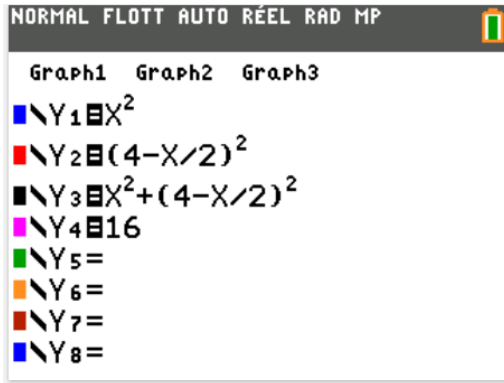 NORMAL FLOTT AUTO RÉEL RAD MP
Graph1 Graph2 Graph3
\Y1=X²
\Y2=(4-X/2)²
\Y3=X²+(4-X/2)²
\Y4=16
\Y5=
\Y6=
\Y7=
\Y8=